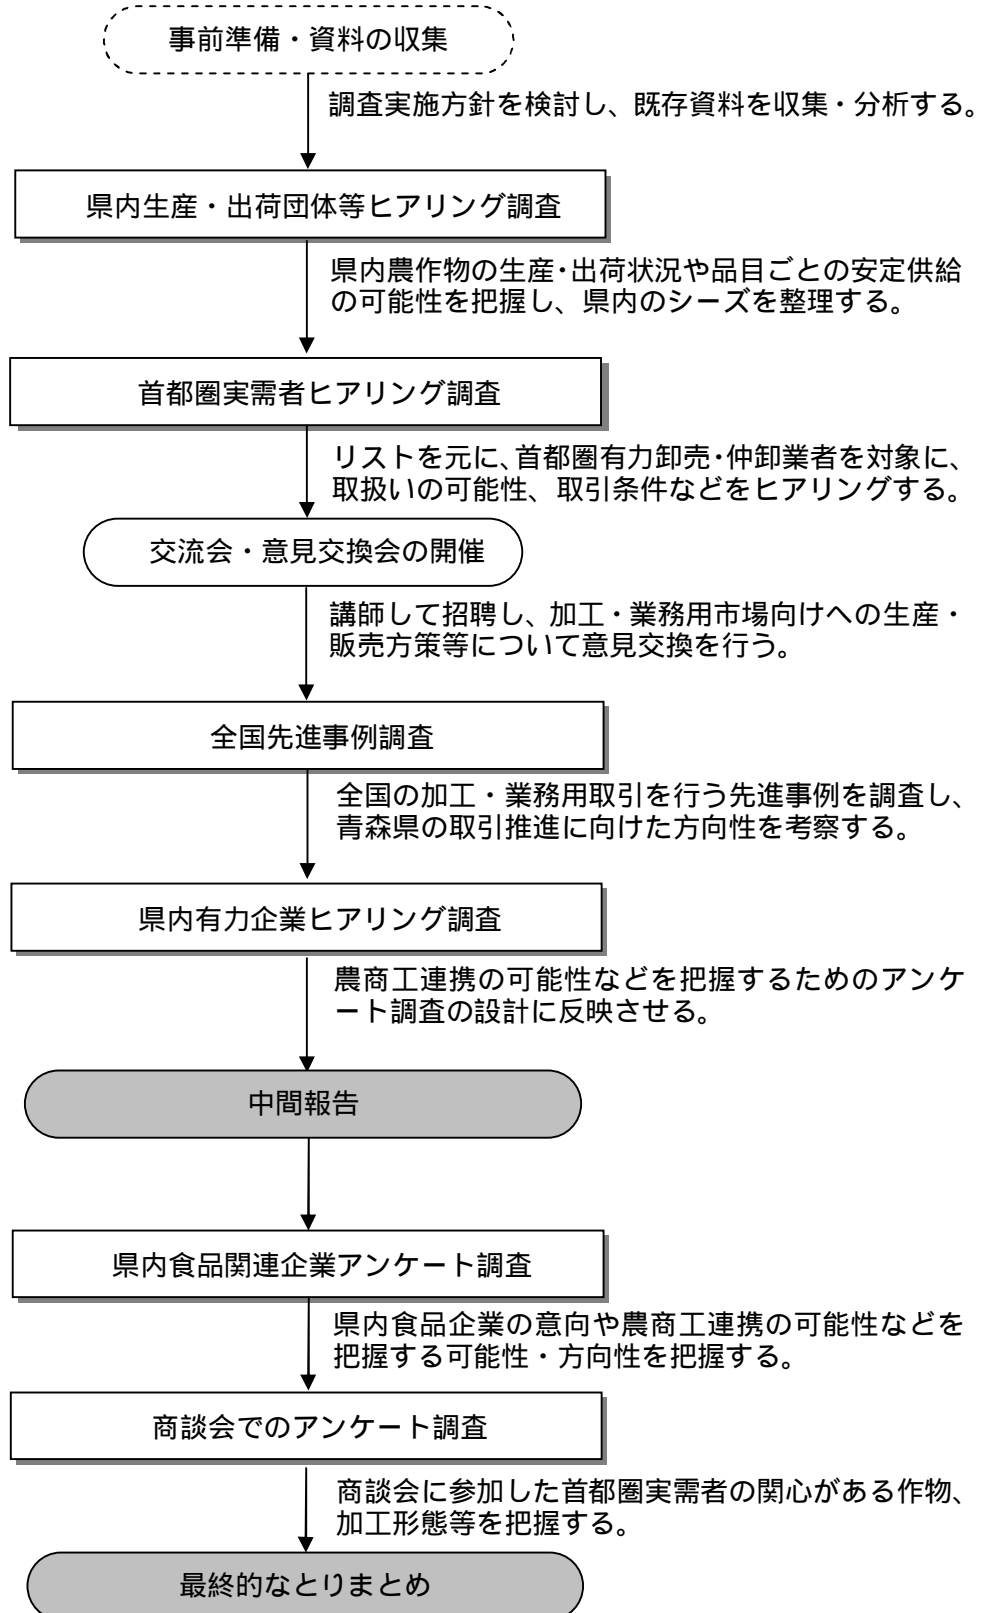 事前準備・資料の収集
調査実施方針を検討し、既存資料を収集・分析する。
県内生産・出荷団体等ヒアリング調査
県内農作物の生産・出荷状況や品目ごとの安定供給
の可能性を把握し、県内のシーズを整理する。
首都圏実需者ヒアリング調査
リストを元に、首都圏有力卸売・仲卸業者を対象に、
取扱いの可能性、取引条件などをヒアリングする。
交流会・意見交換会の開催
講師して招聘し、加工・業務用市場向けへの生産・
販売方策等について意見交換を行う。
全国先進事例調査
全国の加工・業務用取引を行う先進事例を調査し、
青森県の取引推進に向けた方向性を考察する。
県内有力企業ヒアリング調査
農商工連携の可能性などを把握するためのアンケ
ート調査の設計に反映させる。
中間報告
県内食品関連企業アンケート調査
県内食品企業の意向や農商工連携の可能性などを
把握する可能性・方向性を把握する。
商談会でのアンケート調査
商談会に参加した首都圏実需者の関心がある作物、
加工形態等を把握する。
最終的なとりまとめ